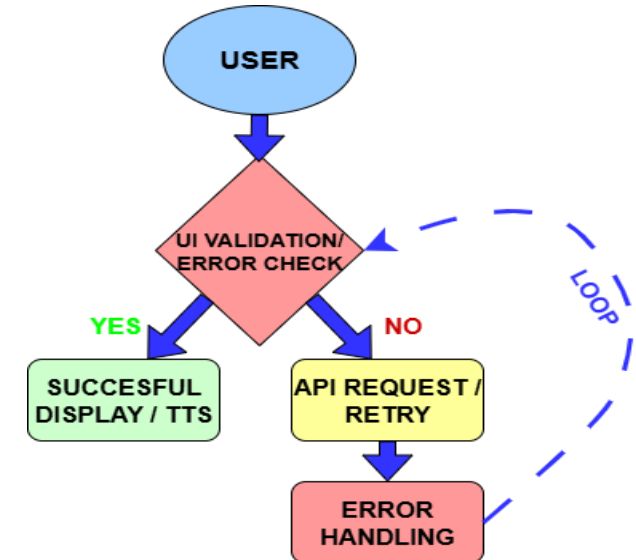 USER
UI VALIDATION/
ERROR CHECK
YES
NO
LOOP
SUCCESFUL
DISPLAY / TTS
API REQUEST /
RETRY
ERROR
HANDLING